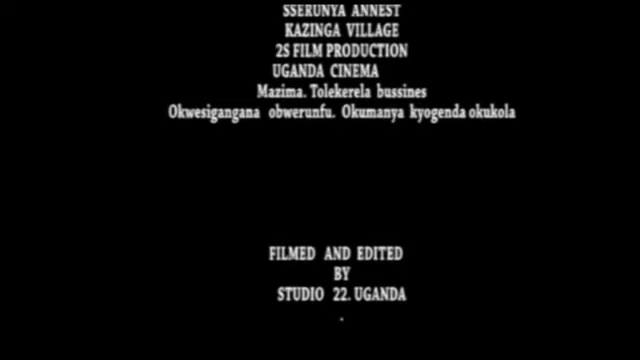 SSERUNYA ANNEST
KAZINGA VILLAGE
2S FILM PRODUCTION
UGANDA CINEMA
Mazima. Tolekerela bussines
Okwesigangana obwerunfu. Okumanya kyogenda okukola
FILMED AND EDITED
BY
STUDIO 22. UGANDA
.